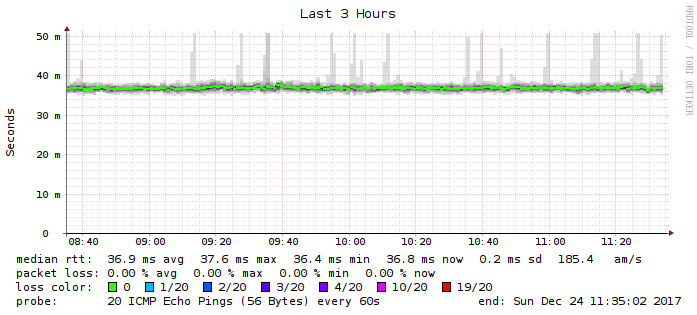 Last 3 Hours
RRDTOOL / TOBI OETIKER
Seconds
50 m
40 m
30 m
20 m
10 m
0
08:40 09:00 09:20 09:40 10:00 10:20 10:40 11:00 11:20
median rtt: 36.9 ms avg 37.6 ms max 36.4 ms min 36.8 ms now 0.2 ms sd 185.4 am/s
packet loss: 0.00 % avg 0.00 % max 0.00 % min 0.00 % now
loss color: 0 1/20 2/20 3/20 4/20 10/20 19/20
probe: 20 ICMP Echo Pings (56 Bytes) every 60s end: Sun Dec 24 11:35:02 2017